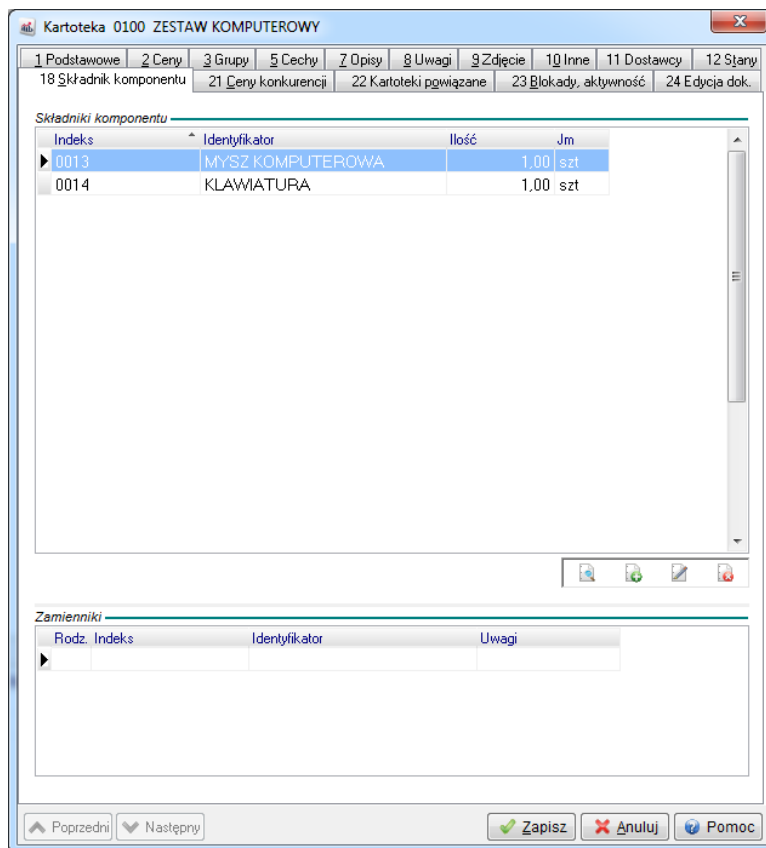 Kartoteka 0100 ZESTAW KOMPUTEROWY
1 Podstawowe 2 Ceny 3 Grupy 5 Cechy 7 Opisy 8 Uwagi 9 Zdjęcie 10 Inne 11 Dostawcy 12 Stany
18 Składnik komponentu 21 Ceny konkurencji 22 Kartoteki powiązane 23 Blokady, aktywność 24 Edycja dok.
Składniki komponentu
Indeks Identyfikator Ilość Jm
0013 MYSZ KOMPUTEROWA 1,00 szt
0014 KLAWIATURA 1,00 szt
Zamienniki
Rodz. Indeks Identyfikator Uwagi
Poprzedni Następny Zapisz Anuluj Pomoc